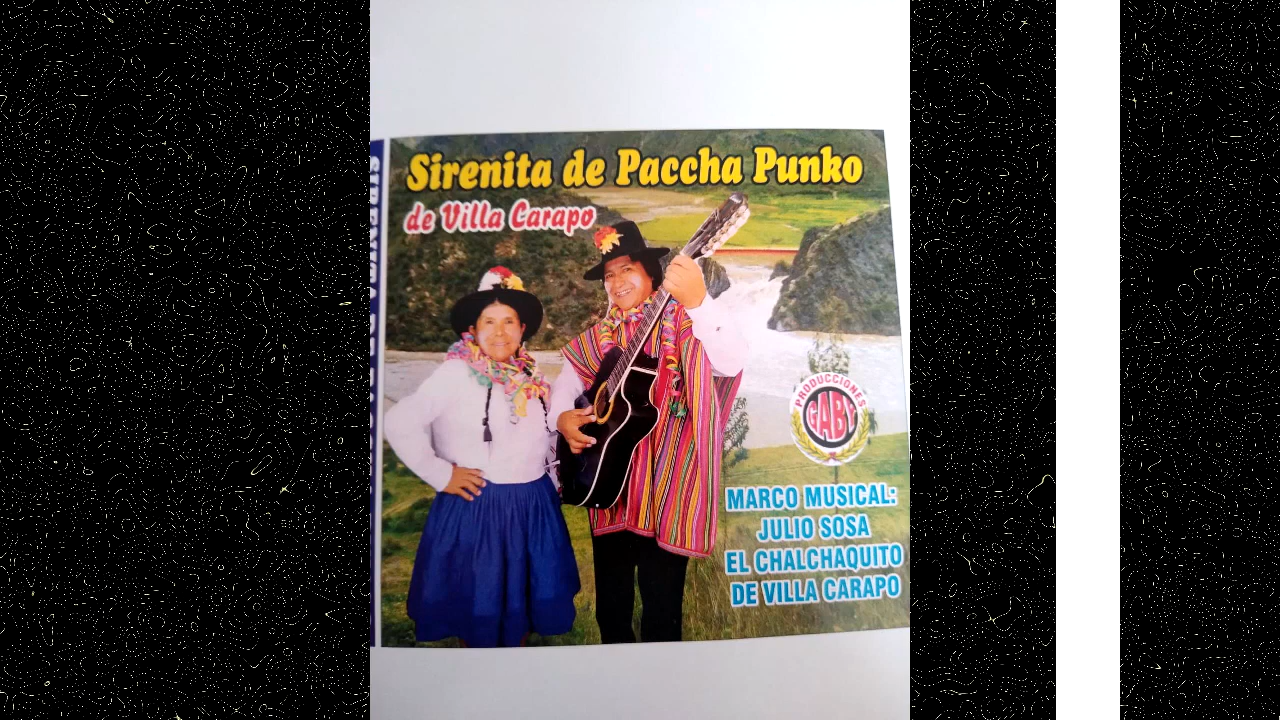 Sirenita de Paccha Punko
de Villa Carapo
PRODUCCIONES
GABY
MARCO MUSICAL:
JULIO SOSA
EL CHALCHAQUITO
DE VILLA CARAPO